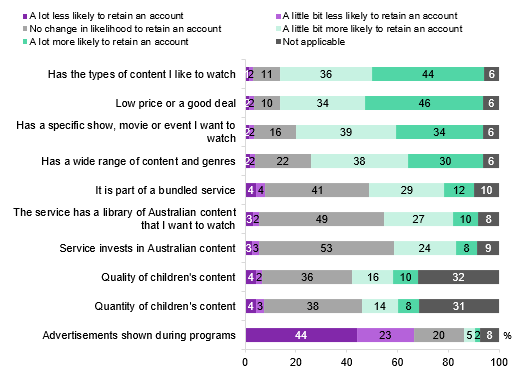 A lot less likely to retain an account
A little bit less likely to retain an account
No change in likelihood to retain an account
A little bit more likely to retain an account
A lot more likely to retain an account
Not applicable
Has the types of content I like to watch
2 11 36 44 6
Low price or a good deal
2 2 10 34 46 6
Has a specific show, movie or event I want to
watch
2 2 16 39 34 6
Has a wide range of content and genres
2 2 22 38 30 6
It is part of a bundled service
4 4 41 29 12 10
The service has a library of Australian content
that I want to watch
3 2 49 27 10 8
Service invests in Australian content
3 3 53 24 8 9
Quality of children's content
4 2 36 16 10 32
Quantity of children's content
4 3 38 14 8 31
Advertisements shown during programs
44 23 20 5 2 8 %
0 20 40 60 80 100